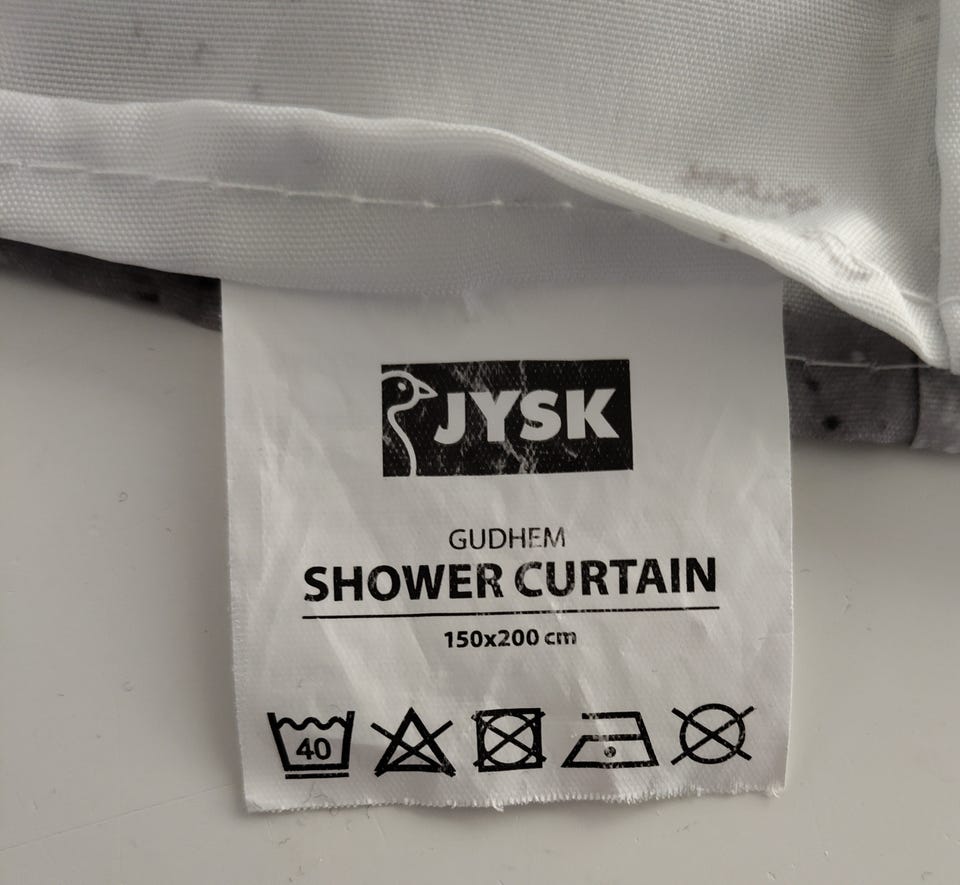 JYSK
GUDHEM
SHOWER CURTAIN
150x200 cm
40